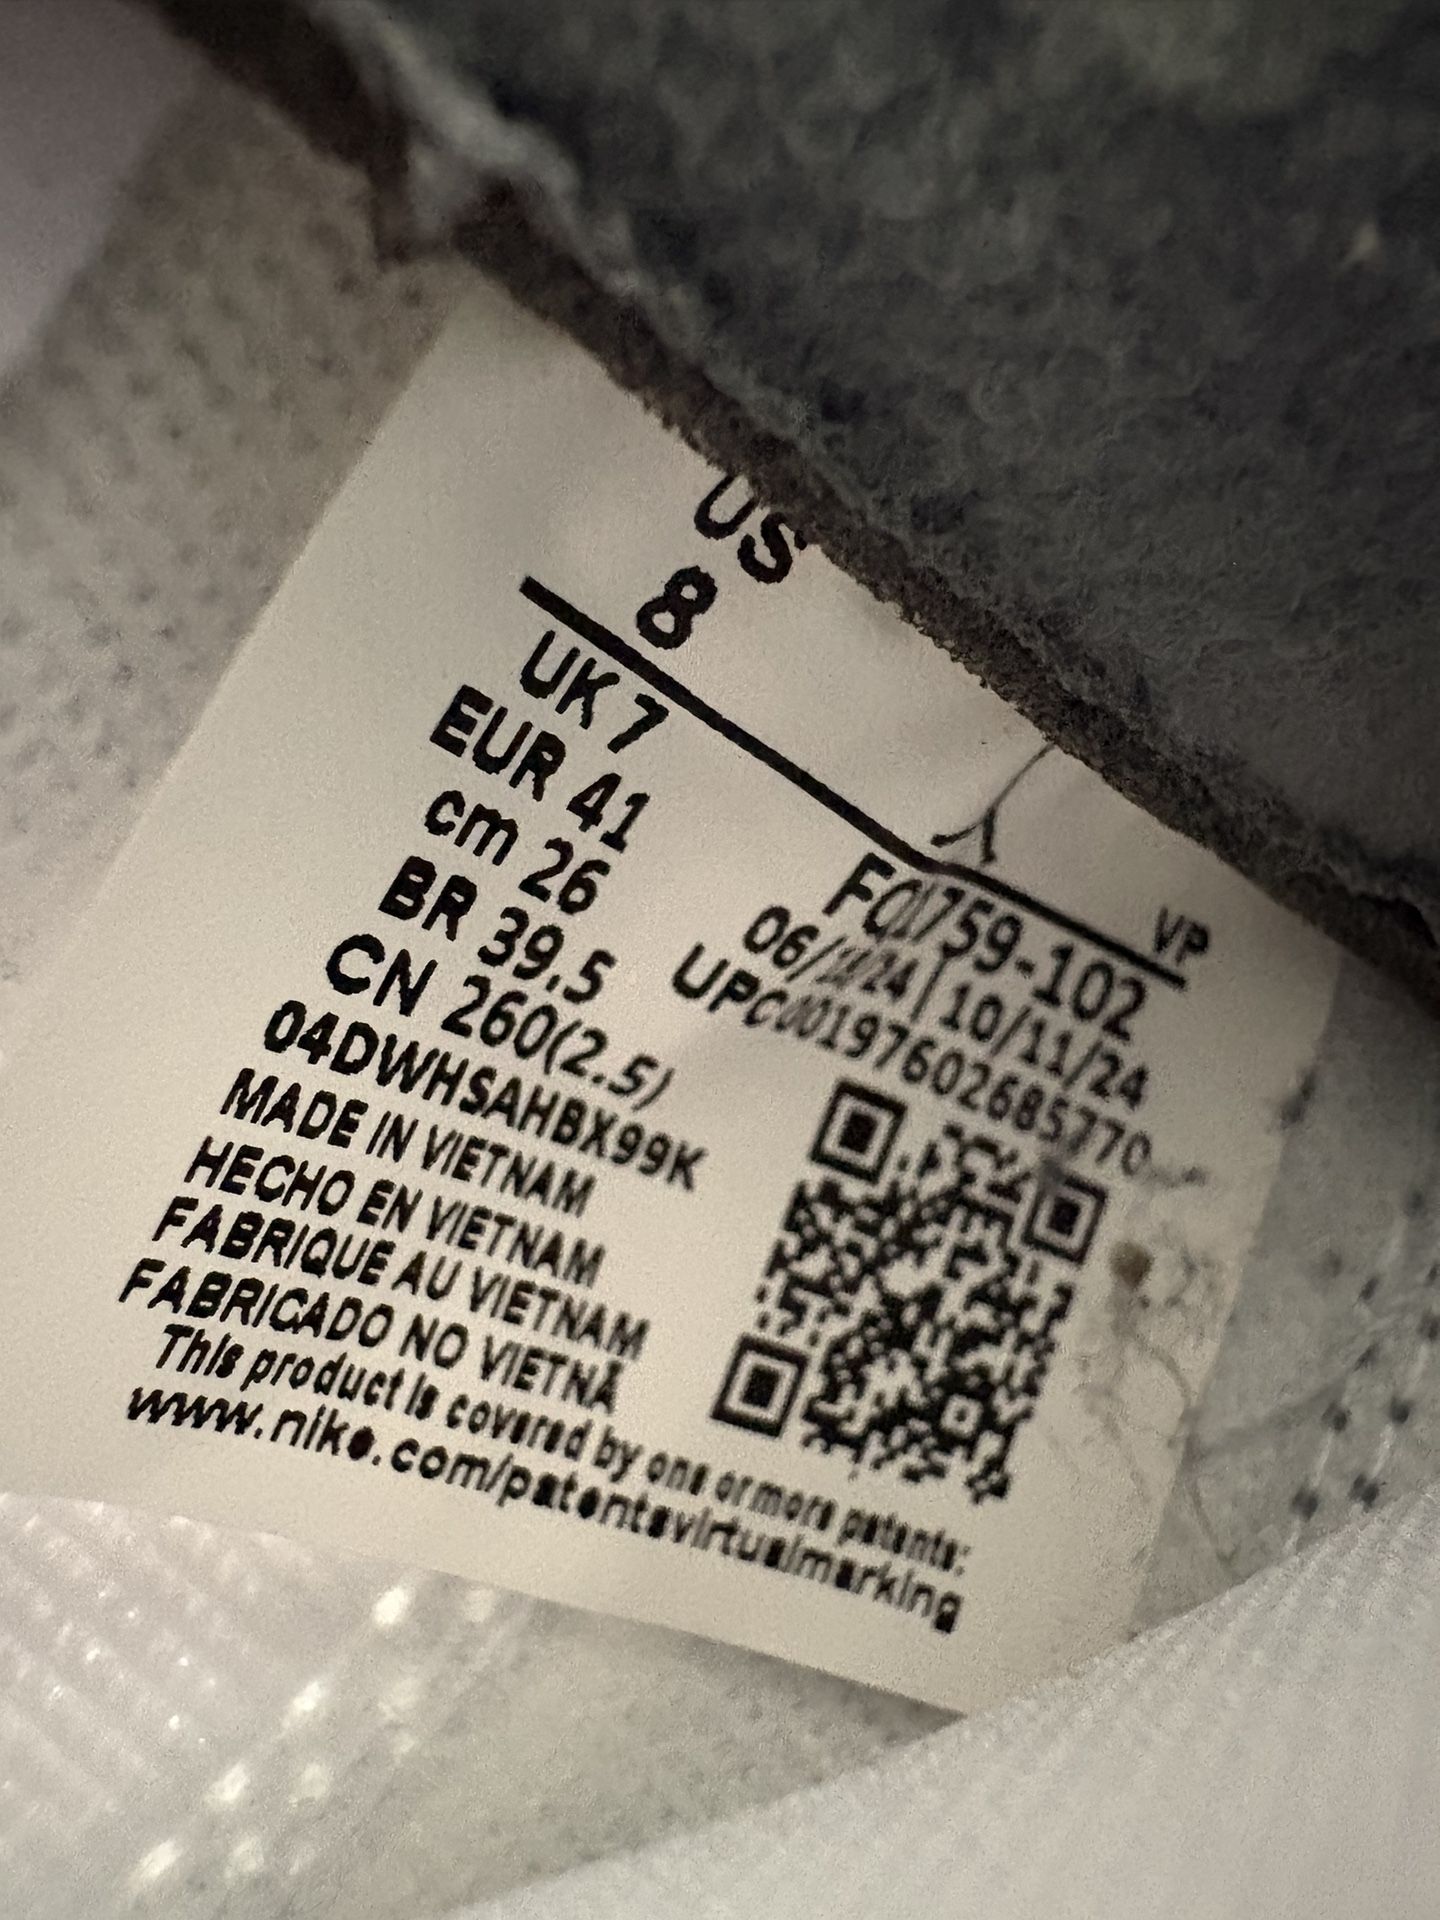 US
8
UK 7
EUR 41
cm 26
BR 39,5
CN 260(2.5)
04DWHSAHBX99K
MADE IN VIETNAM
HECHO EN VIETNAM
FABRIQUE AU VIETNAM
FABRICADO NO VIETNÃ
This product is covered by one or more patents:
www.nike.com/patentsvirtualmarking
VP
10/11/24